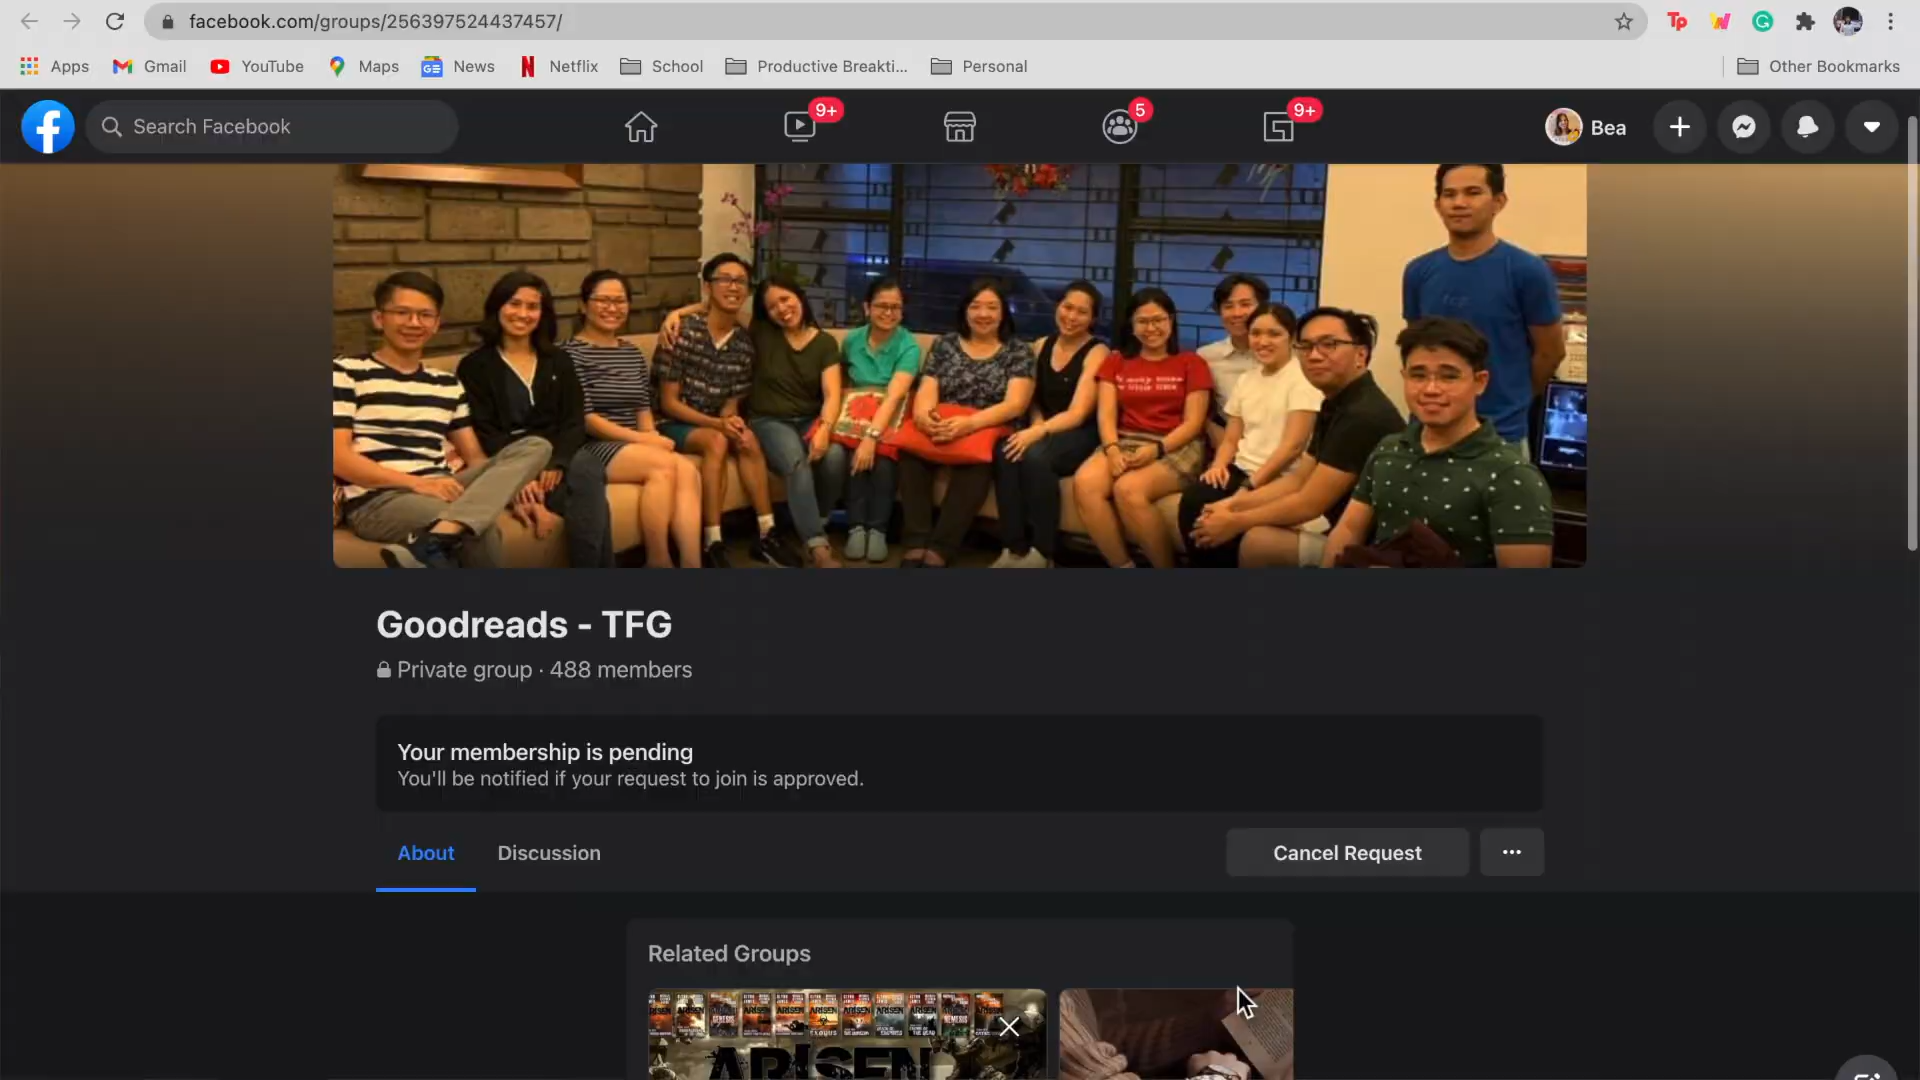 facebook.com/groups/256397524437457/
Apps
Gmail
YouTube
Maps
News
Netflix
School
Productive Breakti...
Personal
Other Bookmarks
Search Facebook
9+
5
9+
Bea
Goodreads - TFG
Private group · 488 members
Your membership is pending
You'll be notified if your request to join is approved.
About
Discussion
Cancel Request
Related Groups
ARISEN